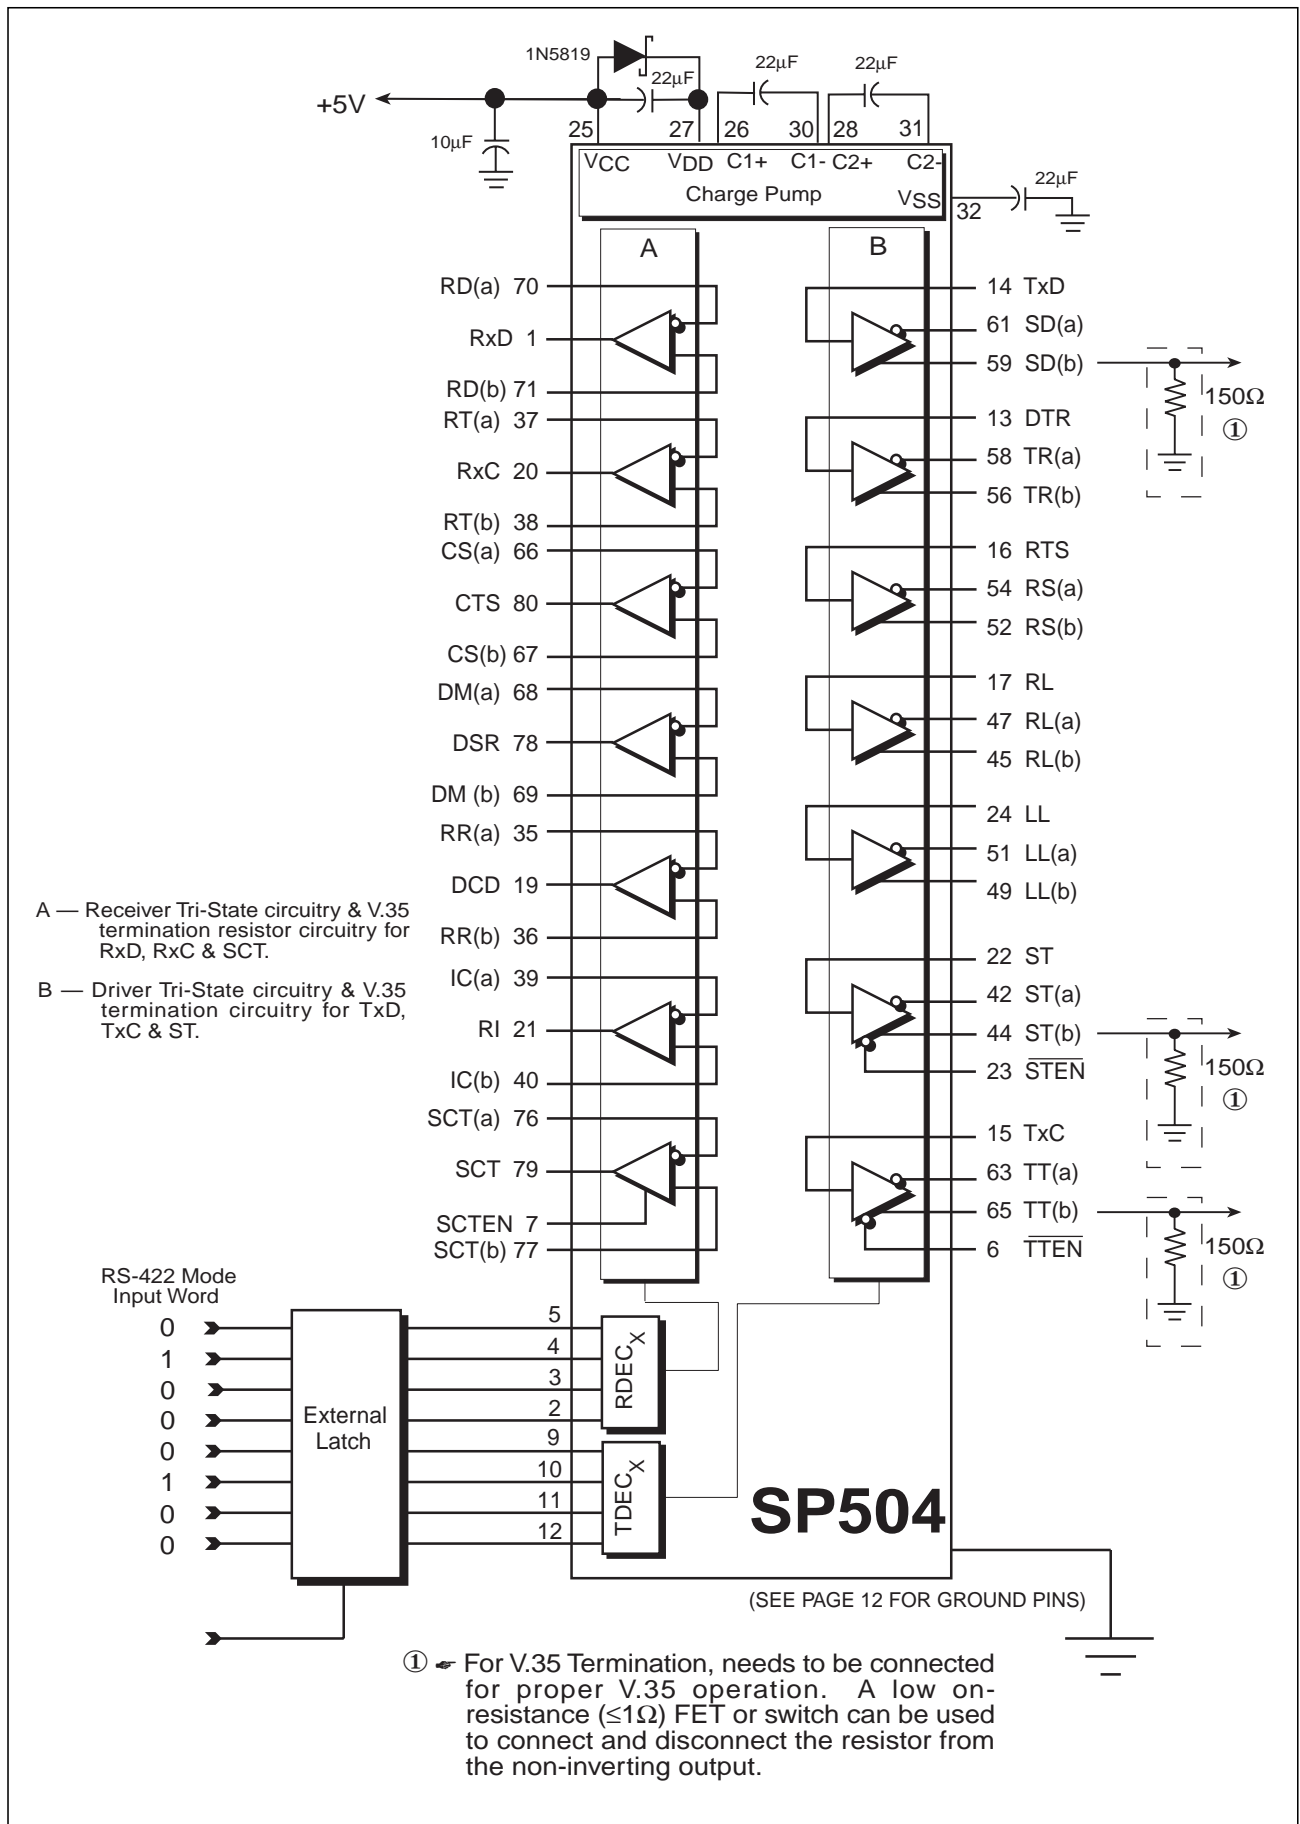 1N5819
22µF
22µF
22µF
+5V
10µF
25
27
26
30
28
31
VCC
VDD
C1+
C1-
C2+
C2-
Charge Pump
VSS
32
22µF
A
B
RD(a) 70
RxD 1
RD(b) 71
RT(a) 37
RxC 20
RT(b) 38
CS(a) 66
CTS 80
CS(b) 67
DM(a) 68
DSR 78
DM (b) 69
RR(a) 35
DCD 19
RR(b) 36
IC(a) 39
RI 21
IC(b) 40
SCT(a) 76
SCT 79
SCTEN 7
SCT(b) 77
14 TxD
61 SD(a)
59 SD(b)
150Ω
①
13 DTR
58 TR(a)
56 TR(b)
16 RTS
54 RS(a)
52 RS(b)
17 RL
47 RL(a)
45 RL(b)
24 LL
51 LL(a)
49 LL(b)
22 ST
42 ST(a)
44 ST(b)
23 STEN
150Ω
①
15 TxC
63 TT(a)
65 TT(b)
6 TTEN
150Ω
①
A — Receiver Tri-State circuitry & V.35
termination resistor circuitry for
RxD, RxC & SCT.
B — Driver Tri-State circuitry & V.35
termination circuitry for TxD,
TxC & ST.
RS-422 Mode
Input Word
0
1
0
0
0
1
0
0
External
Latch
5
4
3
2
9
10
11
12
RDECX
TDECX
SP504
(SEE PAGE 12 FOR GROUND PINS)
① ☛ For V.35 Termination, needs to be connected
for proper V.35 operation. A low on-
resistance (≤1Ω) FET or switch can be used
to connect and disconnect the resistor from
the non-inverting output.